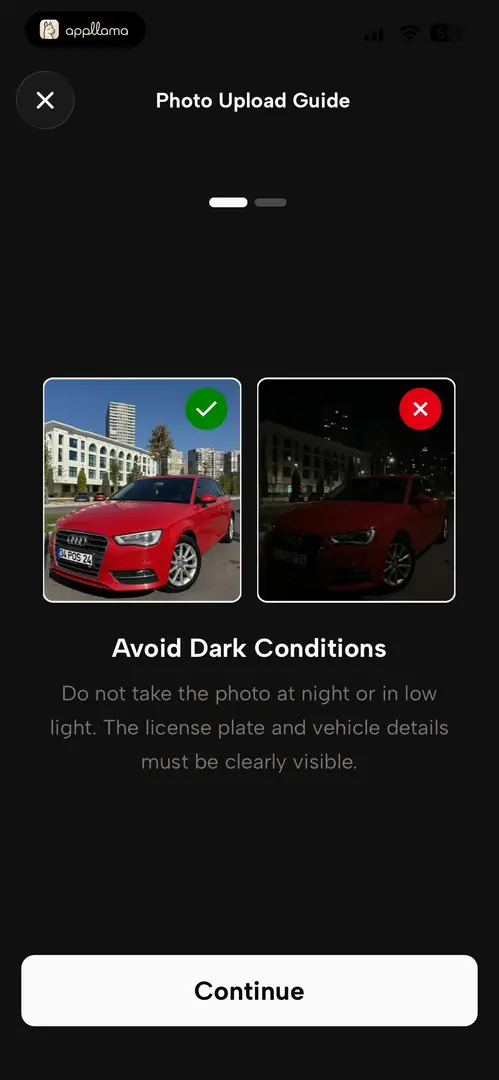 appllama
Photo Upload Guide
34 POS 24
Avoid Dark Conditions
Do not take the photo at night or in low
light. The license plate and vehicle details
must be clearly visible.
Continue